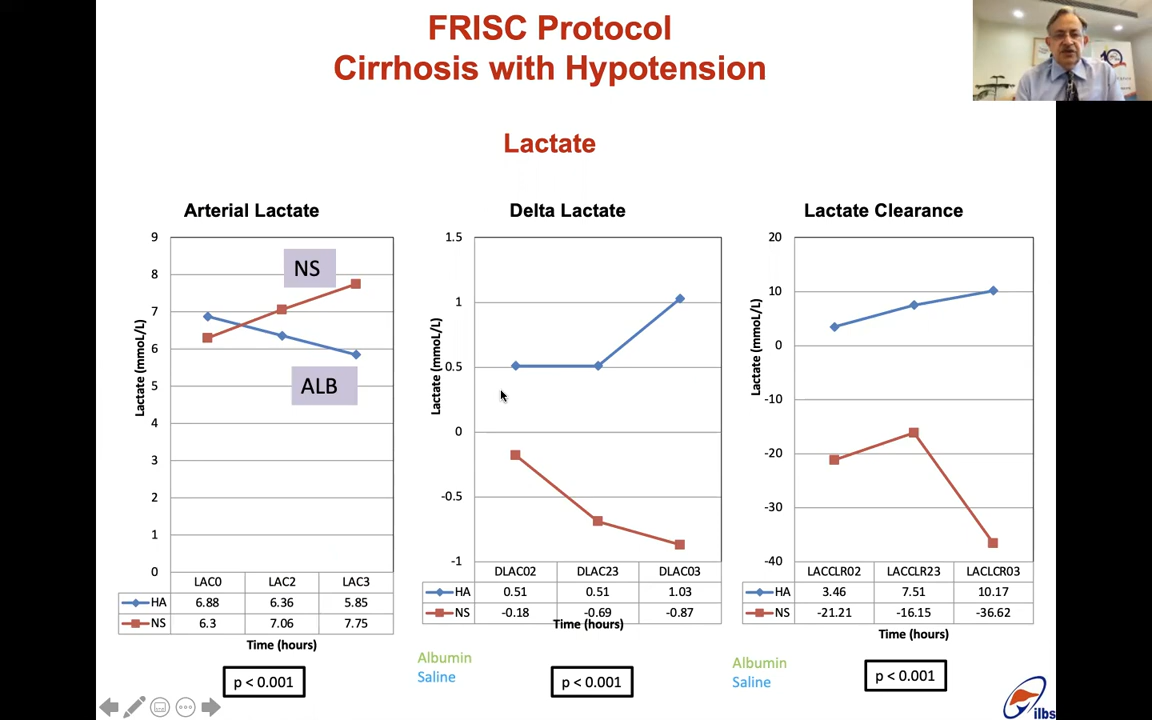 FRISC Protocol
Cirrhosis with Hypotension
Lactate
Arterial Lactate
Lactate (mmoL/L)
9
8
7
6
5
4
3
2
1
0
NS
ALB
LAC0 LAC2 LAC3
HA 6.88 6.36 5.85
NS 6.3 7.06 7.75
Time (hours)
p < 0.001
Delta Lactate
Lactate (mmoL/L)
1.5
1
0.5
0
-0.5
-1
DLAC02 DLAC23 DLAC03
HA 0.51 0.51 1.03
NS -0.18 -0.69 -0.87
Time (hours)
Albumin
Saline
p < 0.001
Lactate Clearance
Lactate (mmoL/L)
20
10
0
-10
-20
-30
-40
LACCLR02 LACCLR23 LACLCR03
HA 3.46 7.51 10.17
NS -21.21 -16.15 -36.62
Time (hours)
Albumin
Saline
p < 0.001
ilbs